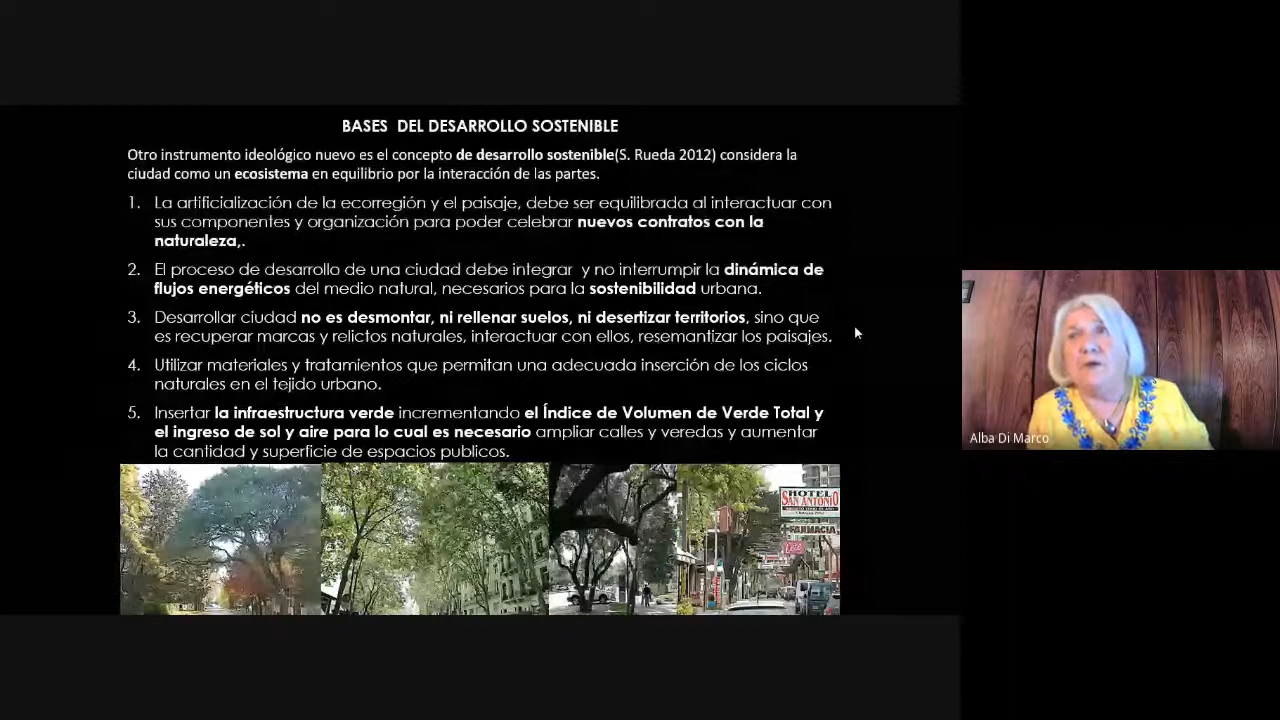 BASES DEL DESARROLLO SOSTENIBLE
Otro instrumento ideológico nuevo es el concepto de desarrollo sostenible(S. Rueda 2012) considera la
ciudad como un ecosistema en equilibrio por la interacción de las partes.
1. La artificialización de la ecorregión y el paisaje, debe ser equilibrada al interactuar con
sus componentes y organización para poder celebrar nuevos contratos con la
naturaleza,.
2. El proceso de desarrollo de una ciudad debe integrar y no interrumpir la dinámica de
flujos energéticos del medio natural, necesarios para la sostenibilidad urbana.
3. Desarrollar ciudad no es desmontar, ni rellenar suelos, ni desertizar territorios, sino que
es recuperar marcas y relictos naturales, interactuar con ellos, resemantizar los paisajes.
4. Utilizar materiales y tratamientos que permitan una adecuada inserción de los ciclos
naturales en el tejido urbano.
5. Insertar la infraestructura verde incrementando el Índice de Volumen de Verde Total y
el ingreso de sol y aire para lo cual es necesario ampliar calles y veredas y aumentar
la cantidad y superficie de espacios publicos.
HOTEL
SAN ANTONIO
FARMACIA
Alba Di Marco